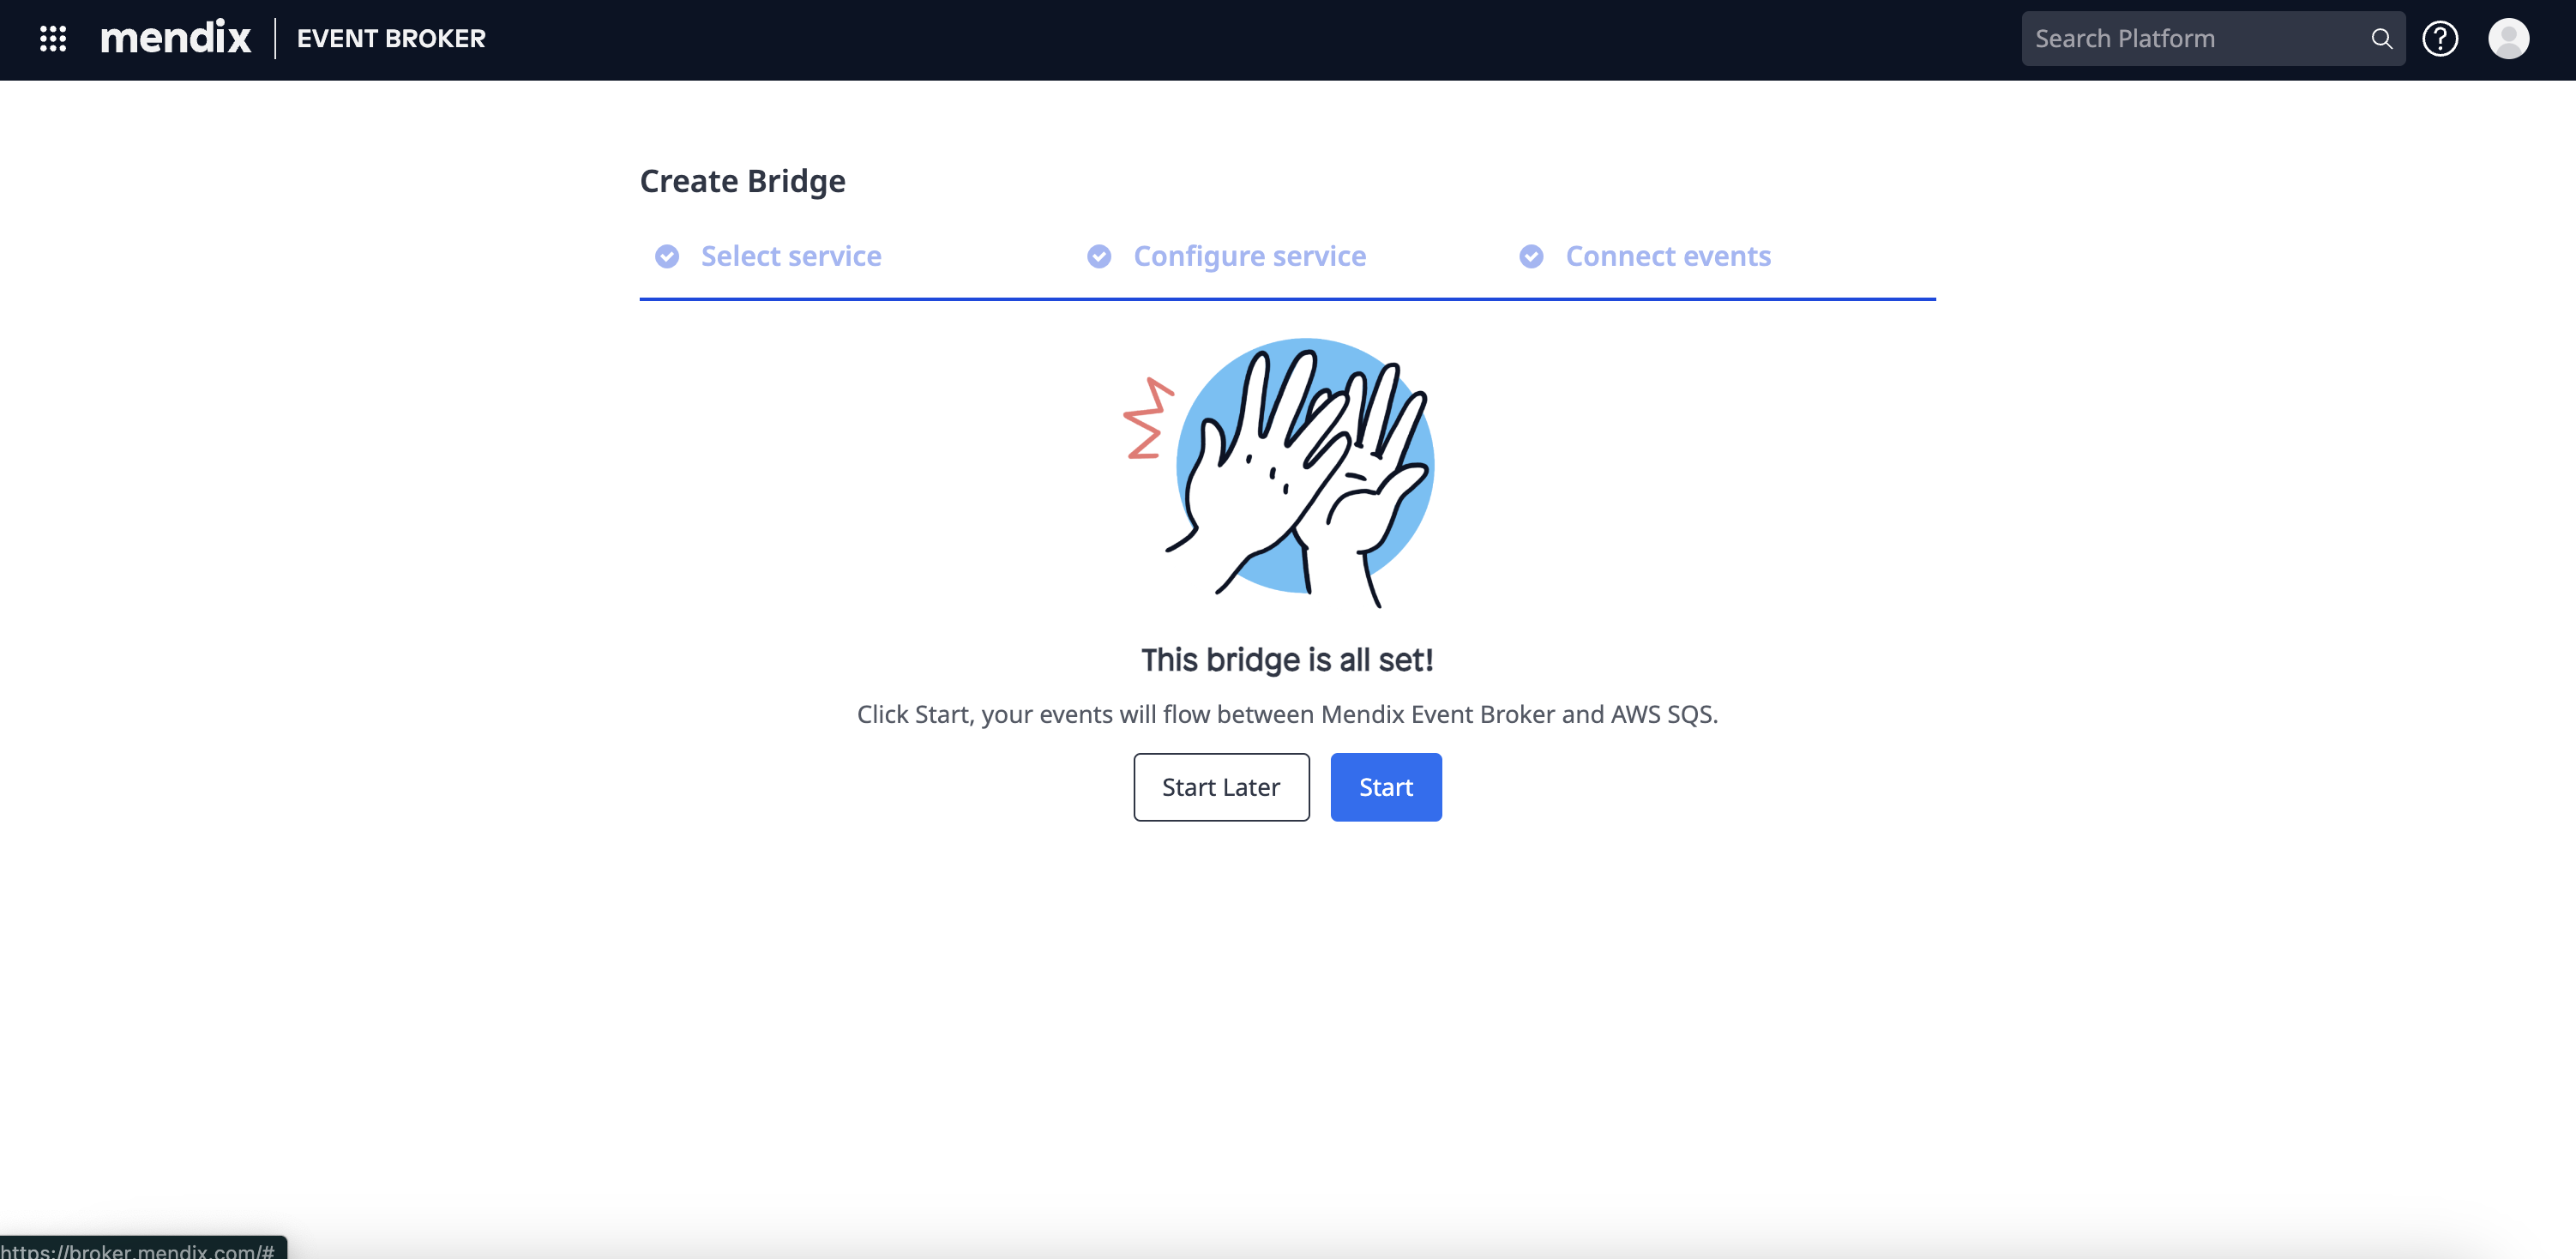 mendix EVENT BROKER Search Platform
Create Bridge
Select service Configure service Connect events
This bridge is all set!
Click Start, your events will flow between Mendix Event Broker and AWS SQS.
Start Later Start
https://broker.mendix.com/#